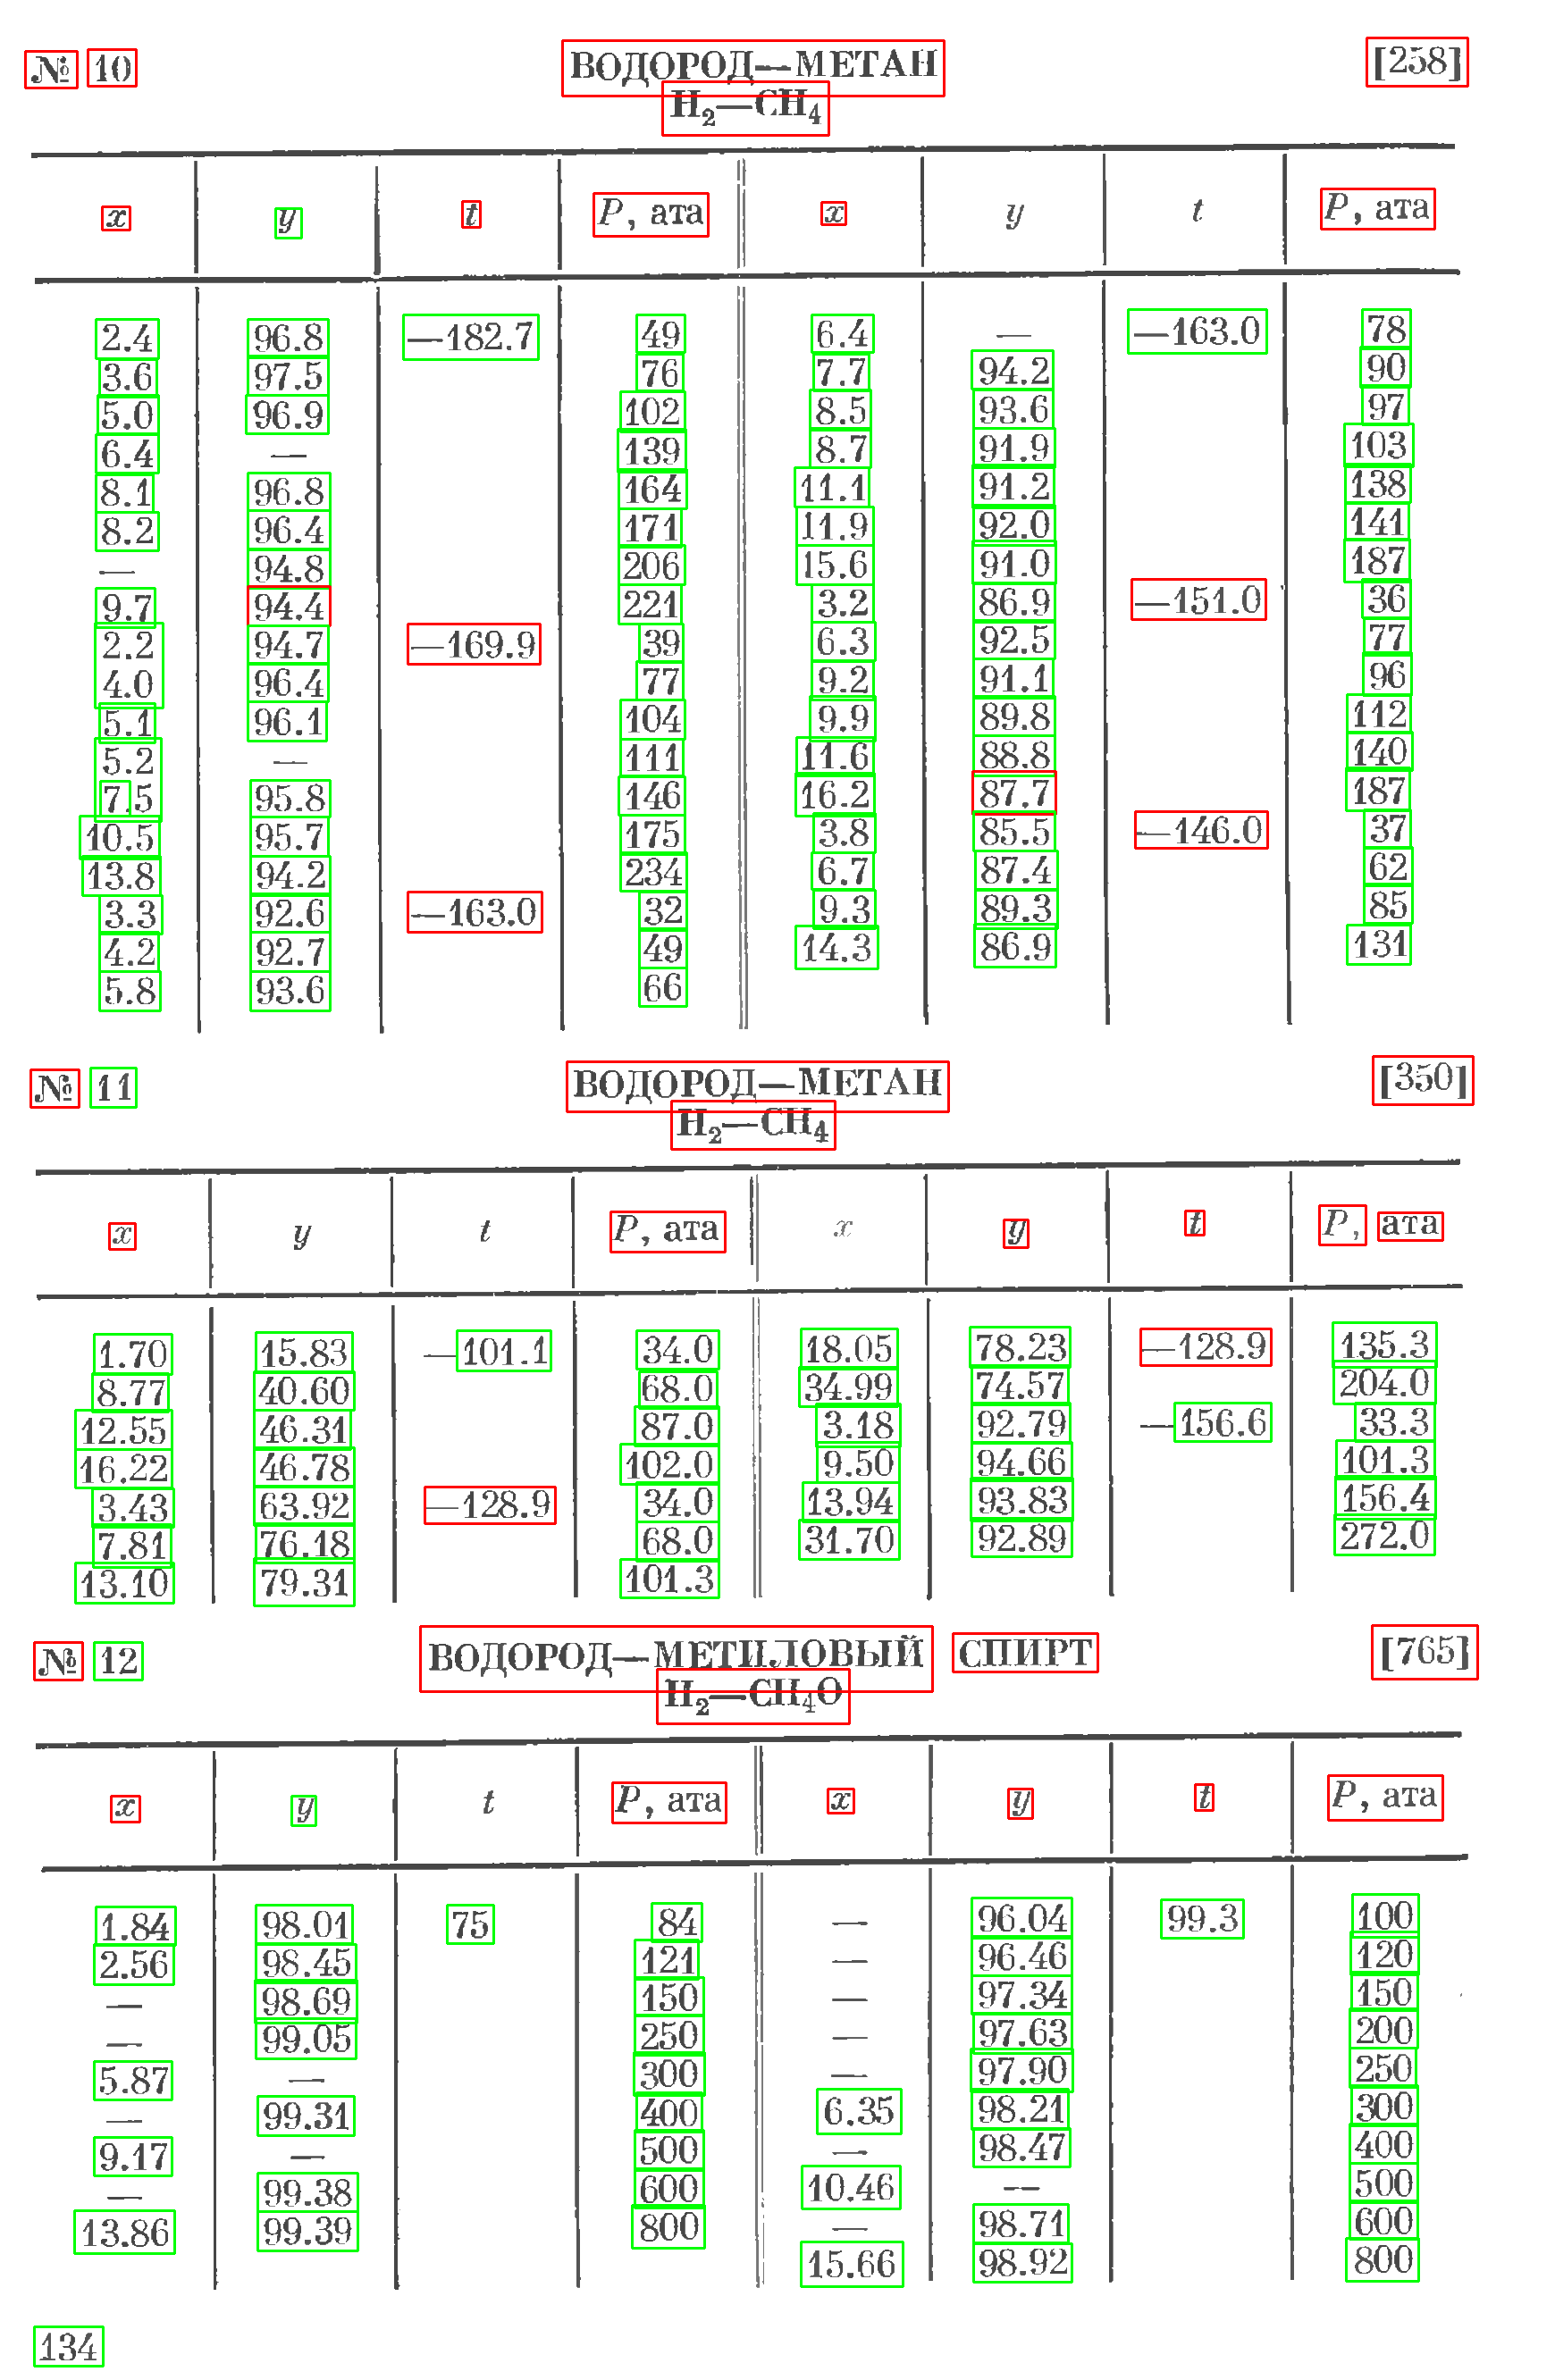 № 10 ВОДОРОД—МЕТАН [258]
H₂—CH₄
x y t P, ата x y t P, ата
2.4 96.8 —182.7 49 6.4 — —163.0 78
3.6 97.5 76 7.7 94.2 90
5.0 96.9 102 8.5 93.6 97
6.4 — 139 8.7 91.9 103
8.1 96.8 164 11.1 91.2 138
8.2 96.4 171 11.9 92.0 141
— 94.8 206 15.6 91.0 187
9.7 94.4 221 3.2 86.9 —151.0 36
2.2 94.7 —169.9 39 6.3 92.5 77
4.0 96.4 77 9.2 91.1 96
5.1 96.1 104 9.9 89.8 112
5.2 — 111 11.6 88.8 140
7.5 95.8 146 16.2 87.7 187
10.5 95.7 175 3.8 85.5 —146.0 37
13.8 94.2 234 6.7 87.4 62
3.3 92.6 —163.0 32 9.3 89.3 85
4.2 92.7 49 14.3 86.9 131
5.8 93.6 66
№ 11 ВОДОРОД—МЕТАН [350]
H₂—CH₄
x y t P, ата x y t P, ата
1.70 15.83 —101.1 34.0 18.05 78.23 —128.9 135.3
8.77 40.60 68.0 34.99 74.57 204.0
12.55 46.31 87.0 3.18 92.79 —156.6 33.3
16.22 46.78 102.0 9.50 94.66 101.3
3.43 63.92 —128.9 34.0 13.94 93.83 156.4
7.81 76.18 68.0 31.70 92.89 272.0
13.10 79.31 101.3
№ 12 ВОДОРОД—МЕТИЛОВЫЙ СПИРТ [765]
H₂—CH₄O
x y t P, ата x y t P, ата
1.84 98.01 75 84 — 96.04 99.3 100
2.56 98.45 121 — 96.46 120
— 98.69 150 — 97.34 150
— 99.05 250 — 97.63 200
5.87 — 300 — 97.90 250
— 99.31 400 6.35 98.21 300
9.17 — 500 — 98.47 400
— 99.38 600 10.46 — 500
13.86 99.39 800 — 98.71 600
15.66 98.92 800
134